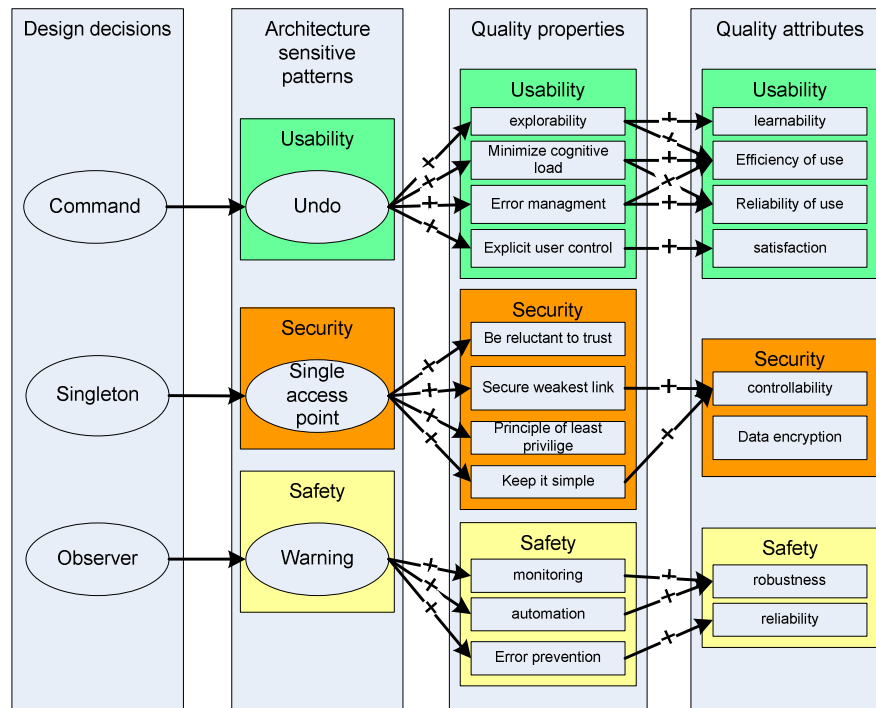 Design decisions
Architecture
sensitive
patterns
Quality properties
Quality attributes
Command
Singleton
Observer
Usability
Undo
Security
Single
access
point
Safety
Warning
Usability
explorability
Minimize cognitive
load
Error managment
Explicit user control
Security
Be reluctant to trust
Secure weakest link
Principle of least
privilige
Keep it simple
Safety
monitoring
automation
Error prevention
Usability
learnability
Efficiency of use
Reliability of use
satisfaction
Security
controllability
Data encryption
Safety
robustness
reliability